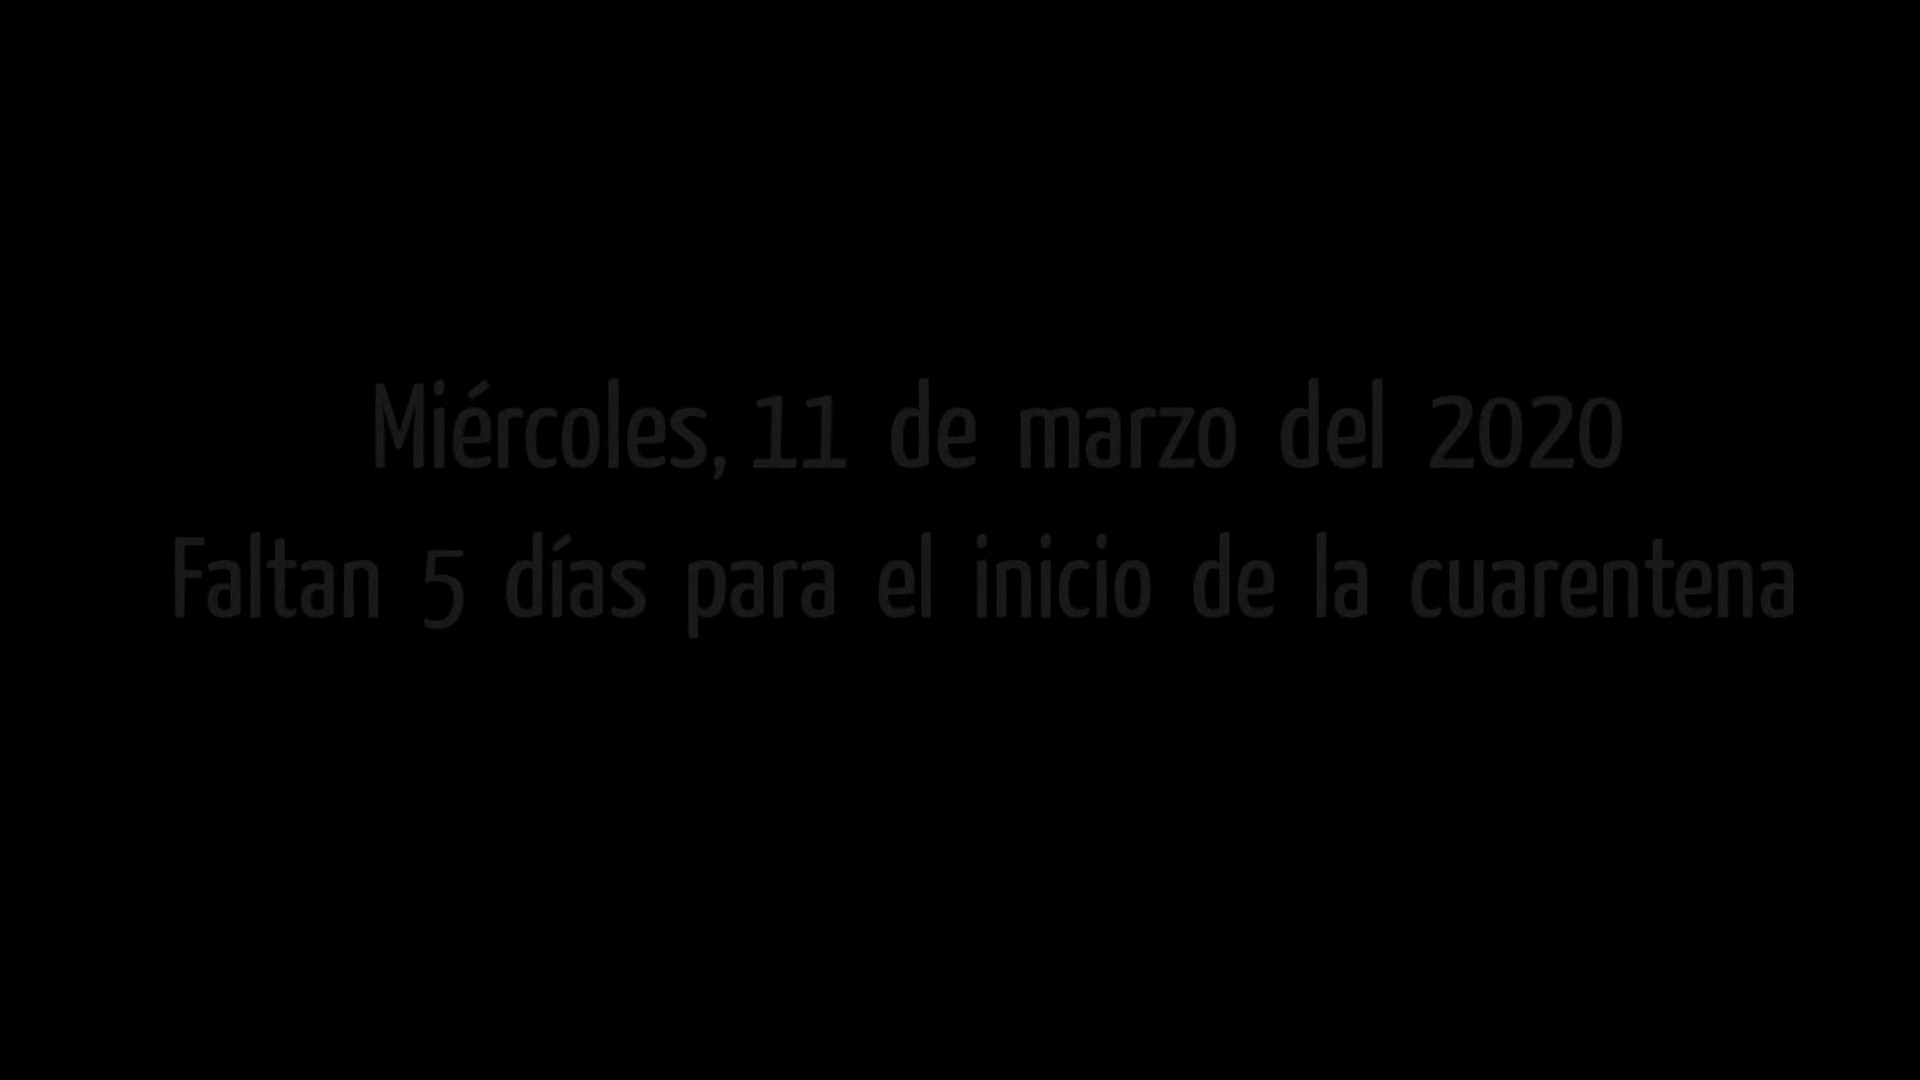 Miércoles, 11 de marzo del 2020
Faltan 5 días para el inicio de la cuarentena